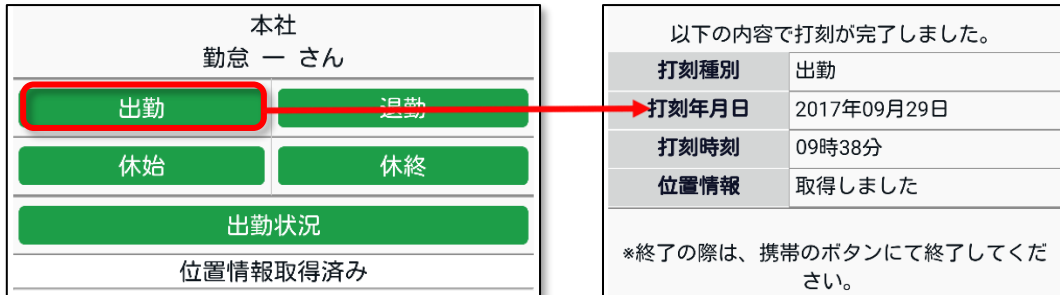 本社
勤怠 一 さん
出勤
退勤
休始
休終
出勤状況
位置情報取得済み
以下の内容で打刻が完了しました。
打刻種別 出勤
打刻年月日 2017年09月29日
打刻時刻 09時38分
位置情報 取得しました
※終了の際は、携帯のボタンにて終了してくだ
さい。